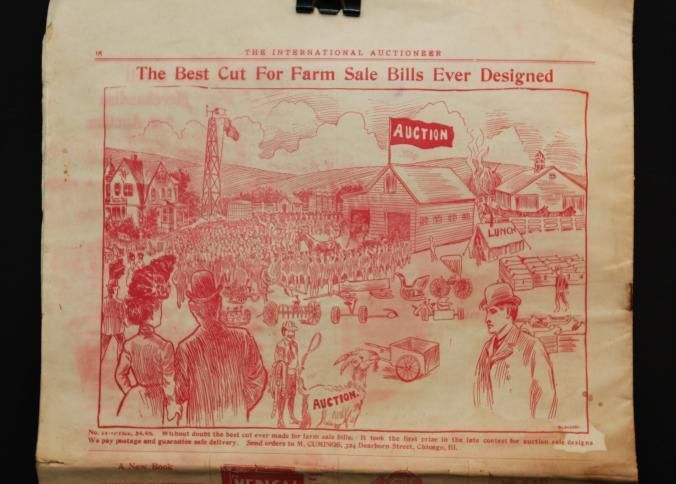 18
THE INTERNATIONAL AUCTIONEER
The Best Cut For Farm Sale Bills Ever Designed
AUCTION
LUNCH
AUCTION.
Without doubt the best cut ever made for farm sale bills. It took the first prize in the late contest for auction sale designs
We pay postage and guarantee safe delivery. Send orders to M. CUMINGS, 324 Dearborn Street, Chicago, Ill.
A New Book
MEDICAL